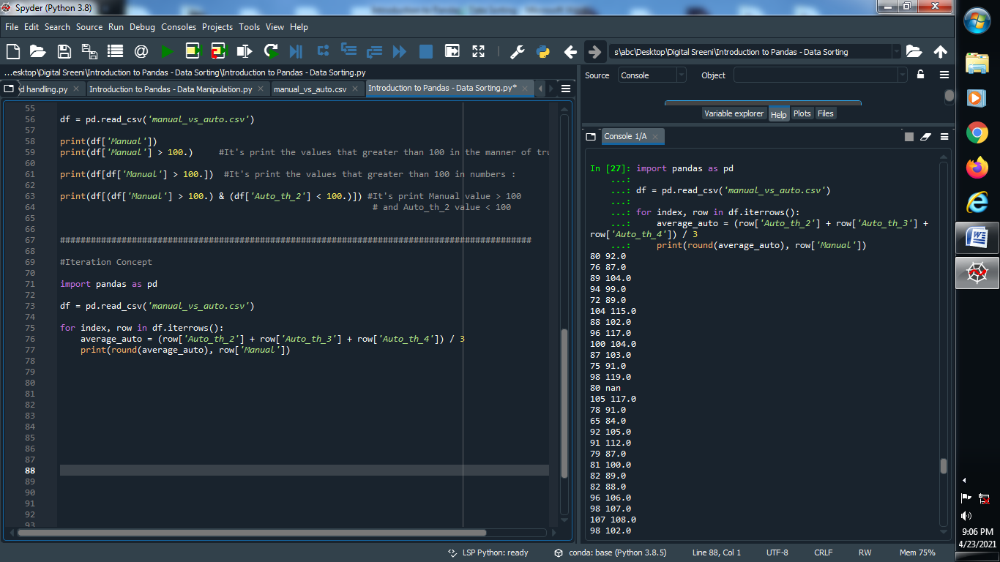 Spyder (Python 3.8)
File Edit Search Source Run Debug Consoles Projects Tools View Help
s\abc\Desktop\Digital Sreeni\Introduction to Pandas - Data Sorting
...esktop\Digital Sreeni\Introduction to Pandas - Data Sorting\Introduction to Pandas - Data Sorting.py
d handling.py Introduction to Pandas - Data Manipulation.py manual_vs_auto.csv Introduction to Pandas - Data Sorting.py*
55
56 df = pd.read_csv('manual_vs_auto.csv')
57
58 print(df['Manual'])
59 print(df['Manual'] > 100.) #It's print the values that greater than 100 in the manner of tru
60
61 print(df[df['Manual'] > 100.]) #It's print the values that greater than 100 in numbers :
62
63 print(df[(df['Manual'] > 100.) & (df['Auto_th_2'] < 100.)]) #It's print Manual value > 100
64 # and Auto_th_2 value < 100
65
66
67 ############################################################################################
68
69 #Iteration Concept
70
71 import pandas as pd
72
73 df = pd.read_csv('manual_vs_auto.csv')
74
75 for index, row in df.iterrows():
76 average_auto = (row['Auto_th_2'] + row['Auto_th_3'] + row['Auto_th_4']) / 3
77 print(round(average_auto), row['Manual'])
78
79
80
81
82
83
84
85
86
87
88
89
90
91
92
93
Source Console Object
Variable explorer Help Plots Files
Console 1/A
In [27]: import pandas as pd
...:
...: df = pd.read_csv('manual_vs_auto.csv')
...:
...: for index, row in df.iterrows():
...: average_auto = (row['Auto_th_2'] + row['Auto_th_3'] +
row['Auto_th_4']) / 3
...: print(round(average_auto), row['Manual'])
80 92.0
76 87.0
89 104.0
94 99.0
72 89.0
104 115.0
88 102.0
96 117.0
100 104.0
87 103.0
75 91.0
98 119.0
80 nan
105 117.0
78 91.0
65 84.0
92 105.0
91 112.0
79 87.0
81 100.0
82 89.0
82 88.0
96 106.0
98 107.0
107 108.0
98 102.0
LSP Python: ready conda: base (Python 3.8.5) Line 88, Col 1 UTF-8 CRLF RW Mem 75%
9:06 PM
4/23/2021